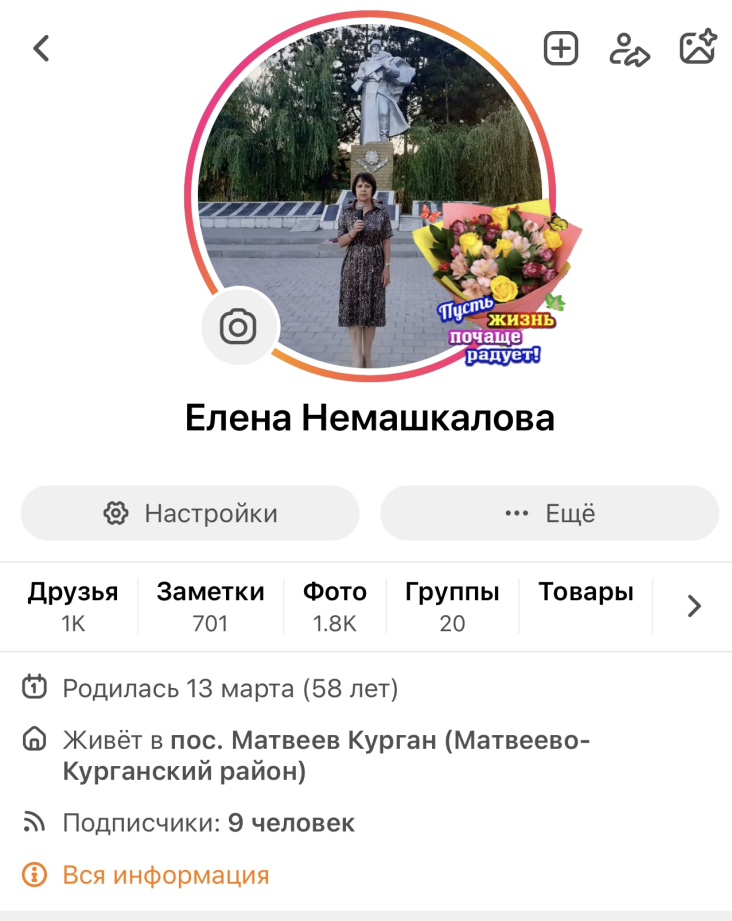 Пусть
жизнь
почаще
радует!
Елена Немашкалова
Настройки
Ещё
Друзья
1K
Заметки
701
Фото
1.8K
Группы
20
Товары
Родилась 13 марта (58 лет)
Живёт в пос. Матвеев Курган (Матвеево-
Курганский район)
Подписчики: 9 человек
Вся информация